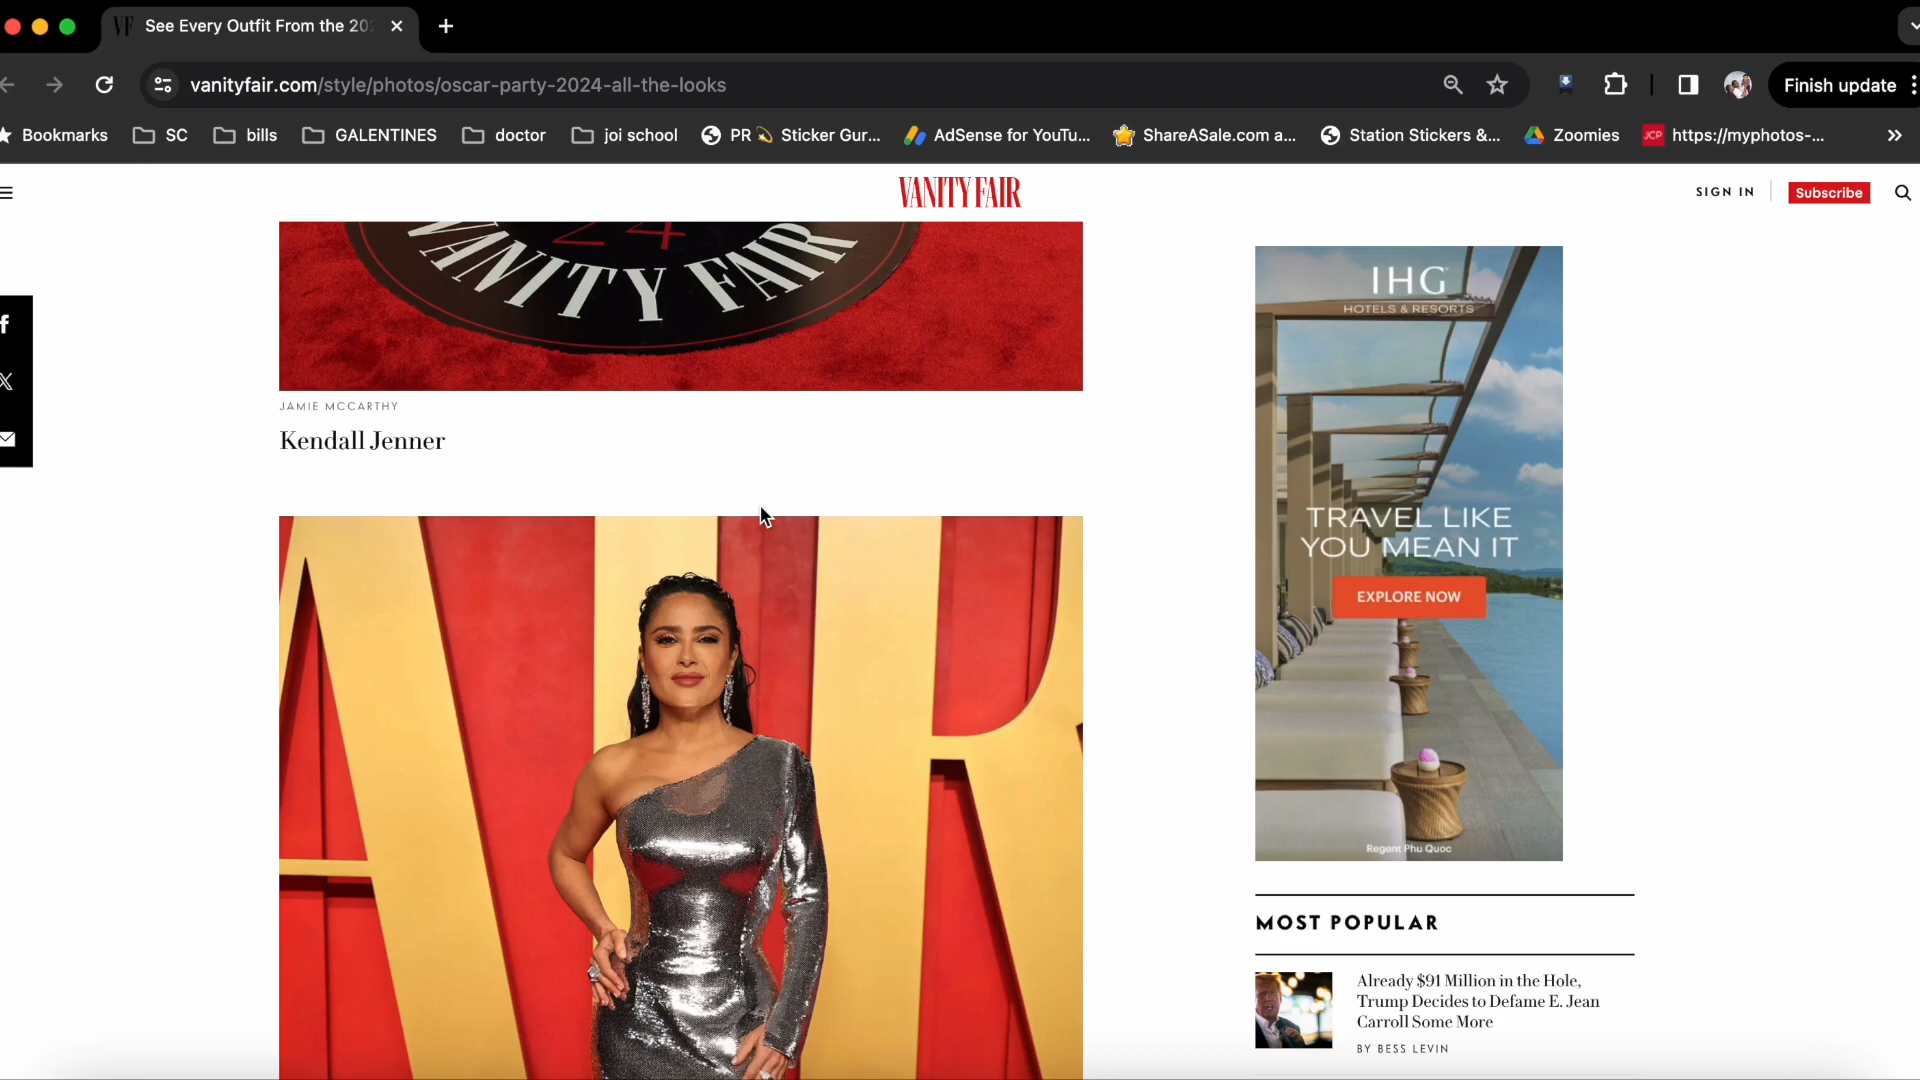 VF See Every Outfit From the 20
vanityfair.com/style/photos/oscar-party-2024-all-the-looks
Finish update
Bookmarks SC bills GALENTINES doctor joi school PR Sticker Gur... AdSense for YouTu... ShareASale.com a... Station Stickers &... Zoomies JCP https://myphotos-...
VANITY FAIR
SIGN IN
Subscribe
24
VANITY FAIR
JAMIE MCCARTHY
Kendall Jenner
A R
IHG
HOTELS & RESORTS
TRAVEL LIKE
YOU MEAN IT
EXPLORE NOW
Regent Phu Quoc
MOST POPULAR
Already $91 Million in the Hole,
Trump Decides to Defame E. Jean
Carroll Some More
BY BESS LEVIN